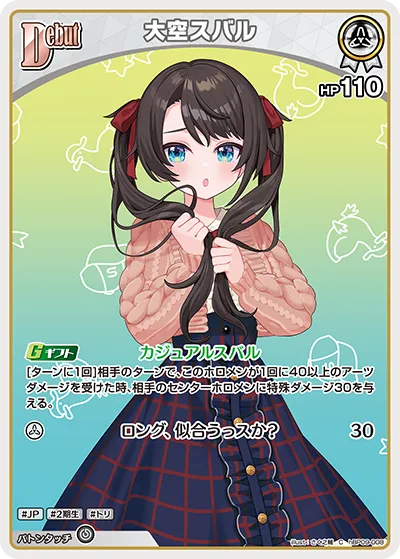 Debut
大空スバル
HP110
Gギフト カジュアルスバル
[ターンに1回]相手のターンで、このホロメンが1回に40以上のアーツ
ダメージを受けた時、相手のセンターホロメンに特殊ダメージ30を与
える。
ロング、似合うっスか? 30
#JP #2期生 #トリ
バトンタッチ